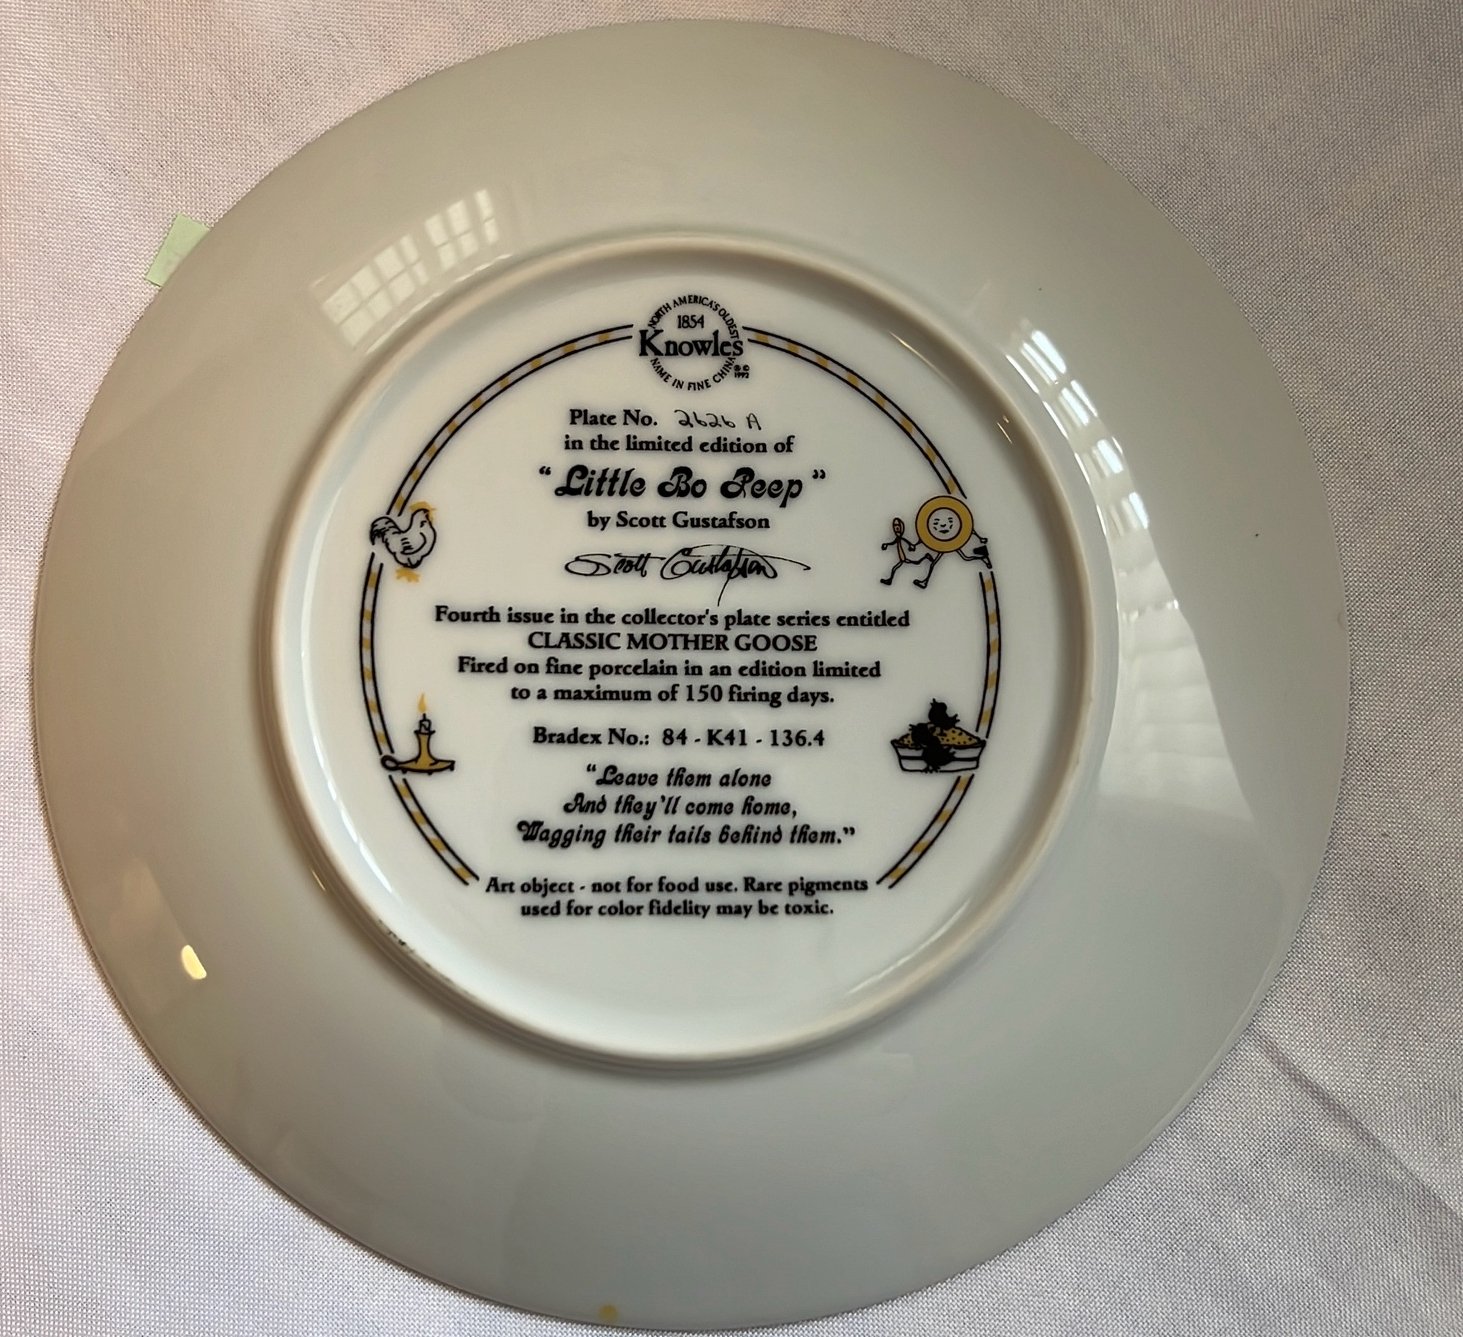 NORTH AMERICA'S OLDEST
1854
Knowles
NAME IN FINE CHINA
® © 1992
Plate No. 2626 A
in the limited edition of
"Little Bo Peep"
by Scott Gustafson
Scott Gustafson
Fourth issue in the collector's plate series entitled
CLASSIC MOTHER GOOSE
Fired on fine porcelain in an edition limited
to a maximum of 150 firing days.
Bradex No.: 84 - K41 - 136.4
"Leave them alone
And they'll come home,
Wagging their tails behind them."
Art object - not for food use. Rare pigments
used for color fidelity may be toxic.